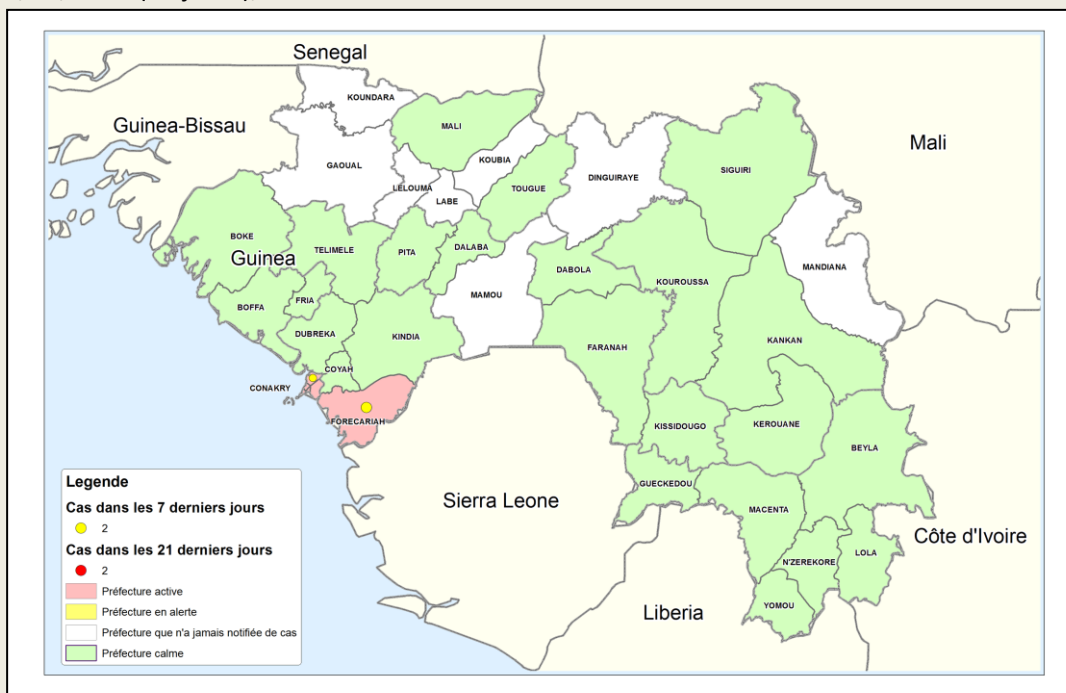 Senegal
KOUNDARA
Guinea-Bissau
MALI
Mali
KOUBIA
GAOUAL
SIGUIRI
DINGUIRAYE
LELOUMA
TOUGUE
LABE
BOKE
TELIMELE
PITA
DALABA
Guinea
MANDIANA
DABOLA
KOUROUSSA
MAMOU
FRIA
BOFFA
DUBREKA
KINDIA
KANKAN
FARANAH
COYAH
CONAKRY
FORECARIAH
KISSIDOUGO
KEROUANE
BEYLA
GUECKEDOU
Sierra Leone
MACENTA
Côte d'Ivoire
LOLA
N'ZEREKORE
YOMOU
Liberia
Legende
Cas dans les 7 derniers jours
2
Cas dans les 21 derniers jours
2
Préfecture active
Préfecture en alerte
Préfecture que n'a jamais notifiée de cas
Préfecture calme